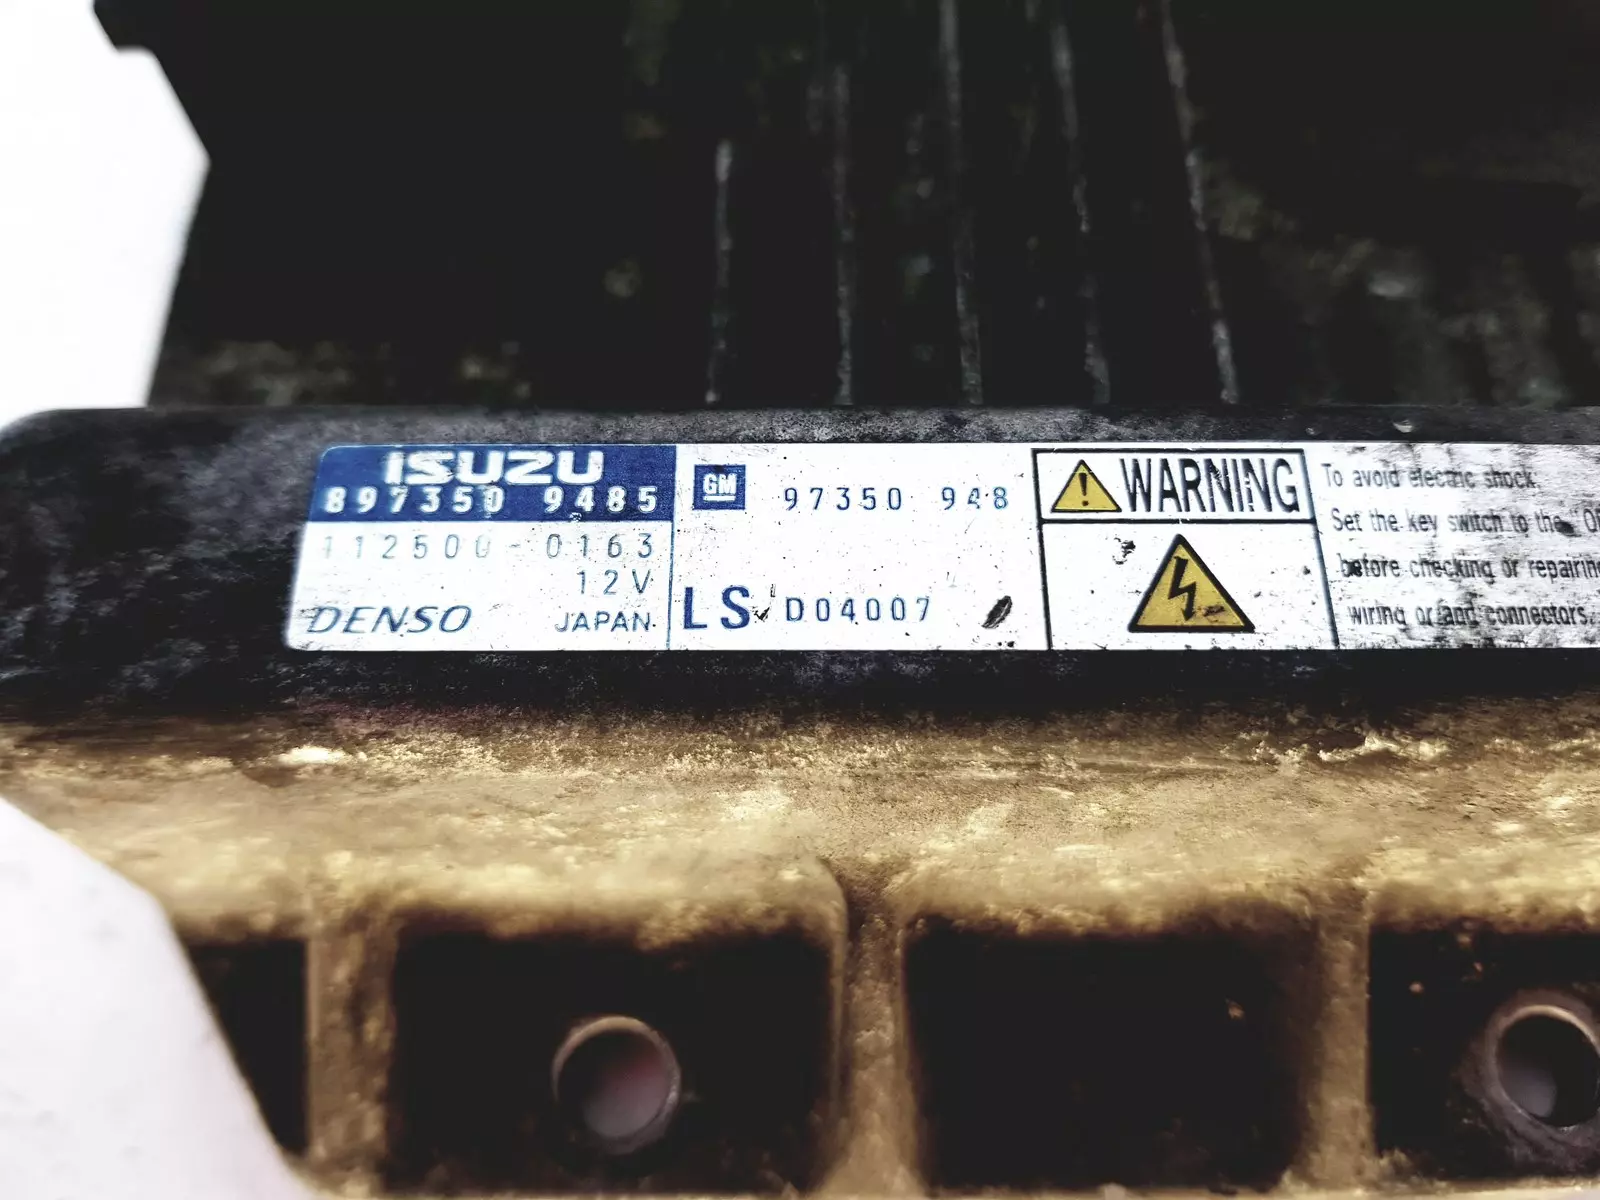 ISUZU
897350 9485
112500-0163
12V
DENSO JAPAN
GM 97350 948
LS D04007
WARNING
To avoid electric shock.
Set the key switch to the
before checking or repairing
wiring or/and connectors.